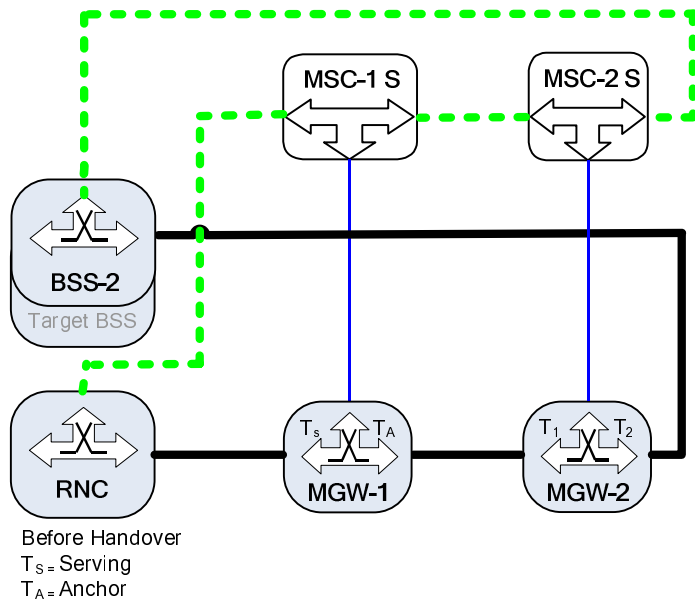 MSC-1 S
MSC-2 S
BSS-2
Target BSS
Ts TA
T1 T2
RNC
MGW-1
MGW-2
Before Handover
TS = Serving
TA = Anchor